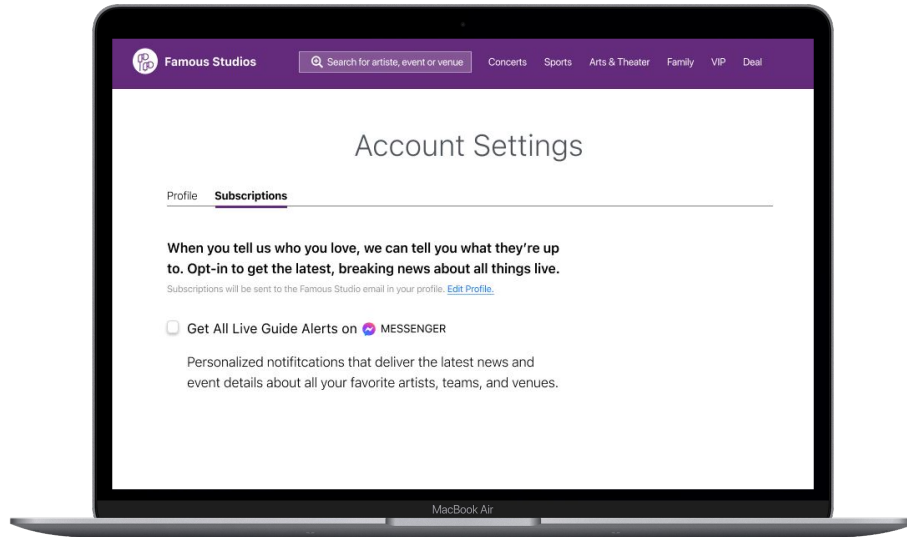 Famous Studios
Search for artiste, event or venue
Concerts
Sports
Arts & Theater
Family
VIP
Deal
Account Settings
Profile
Subscriptions
When you tell us who you love, we can tell you what they're up
to. Opt-in to get the latest, breaking news about all things live.
Subscriptions will be sent to the Famous Studio email in your profile. Edit Profile.
Get All Live Guide Alerts on MESSENGER
Personalized notifitcations that deliver the latest news and
event details about all your favorite artists, teams, and venues.
MacBook Air